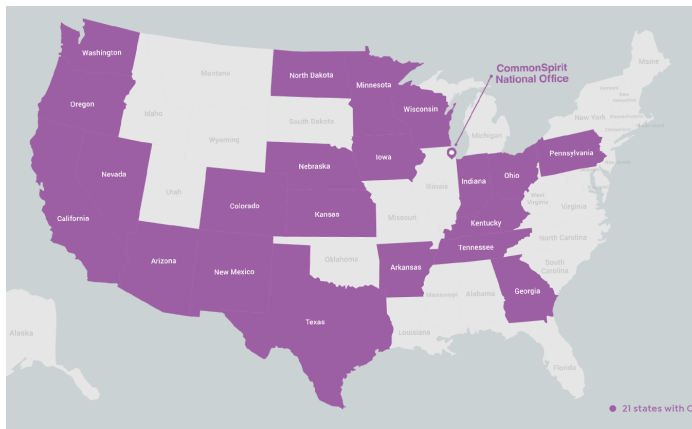 Washington
Montana
North Dakota
Minnesota
CommonSpirit
National Office
Maine
Oregon
Idaho
South Dakota
Wisconsin
Michigan
New York
Wyoming
Nebraska
Iowa
Pennsylvania
Nevada
Utah
Colorado
Kansas
Missouri
Illinois
Indiana
Ohio
West
Virginia
Virginia
California
Kentucky
North Carolina
Arizona
New Mexico
Oklahoma
Arkansas
Tennessee
South
Carolina
Mississippi
Alabama
Georgia
Texas
Louisiana
Florida
Alaska
21 states with C